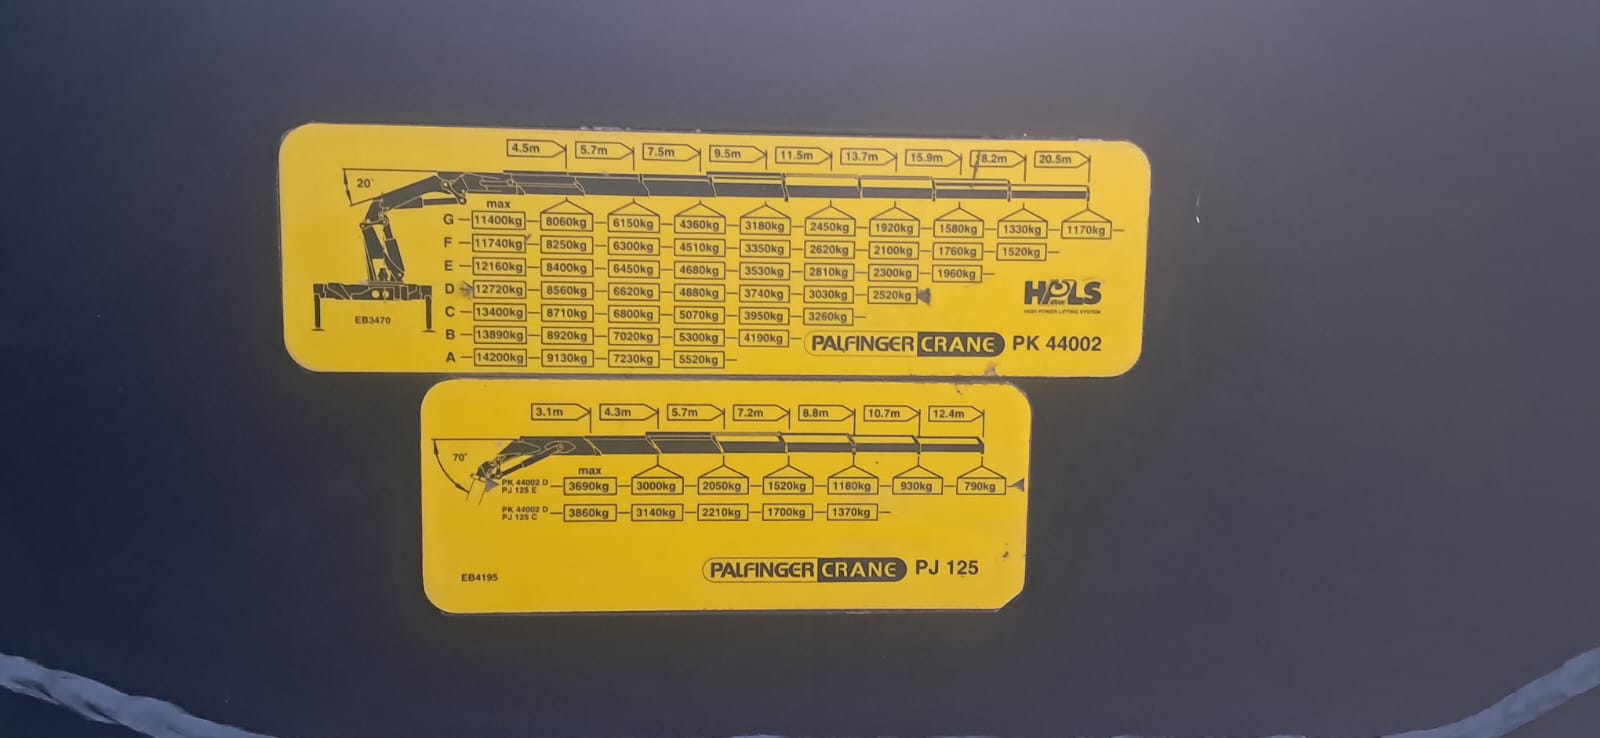 4.5m 5.7m 7.5m 9.5m 11.5m 13.7m 15.9m 8.2m 20.5m
20°
max
G 11400kg 8060kg 6150kg 4360kg 3180kg 2450kg 1920kg 1580kg 1330kg 1170kg
F 11740kg 8250kg 6300kg 4510kg 3350kg 2620kg 2100kg 1760kg 1520kg
E 12160kg 8400kg 6450kg 4680kg 3530kg 2810kg 2300kg 1960kg
D 12720kg 8560kg 6620kg 4880kg 3740kg 3030kg 2520kg
HPLS
HIGH POWER LIFTING SYSTEM
EB3470
C 13400kg 8710kg 6800kg 5070kg 3950kg 3260kg
B 13890kg 8920kg 7020kg 5300kg 4190kg
PALFINGER CRANE PK 44002
A 14200kg 9130kg 7230kg 5520kg
3.1m 4.3m 5.7m 7.2m 8.8m 10.7m 12.4m
70°
max
PK 44002 D
PJ 125 E
3690kg 3000kg 2050kg 1520kg 1180kg 930kg 790kg
PK 44002 D
PJ 125 C
3860kg 3140kg 2210kg 1700kg 1370kg
EB4195
PALFINGER CRANE PJ 125